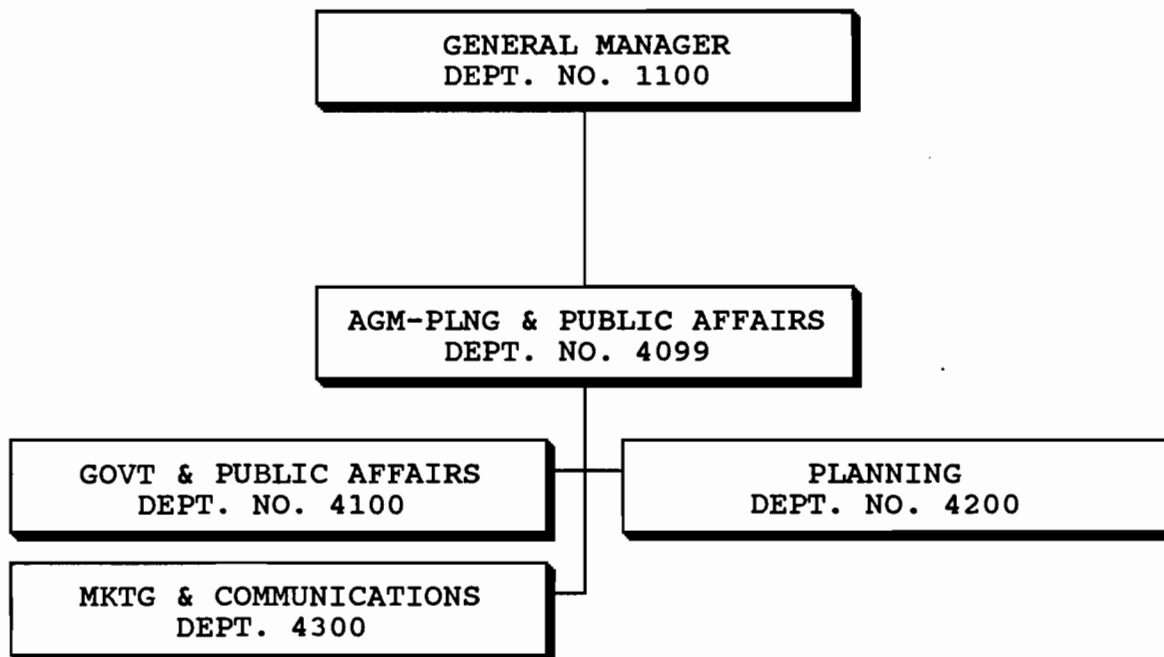 GENERAL MANAGER
DEPT. NO. 1100
AGM-PLNG & PUBLIC AFFAIRS
DEPT. NO. 4099
GOVT & PUBLIC AFFAIRS
DEPT. NO. 4100
PLANNING
DEPT. NO. 4200
MKTG & COMMUNICATIONS
DEPT. 4300